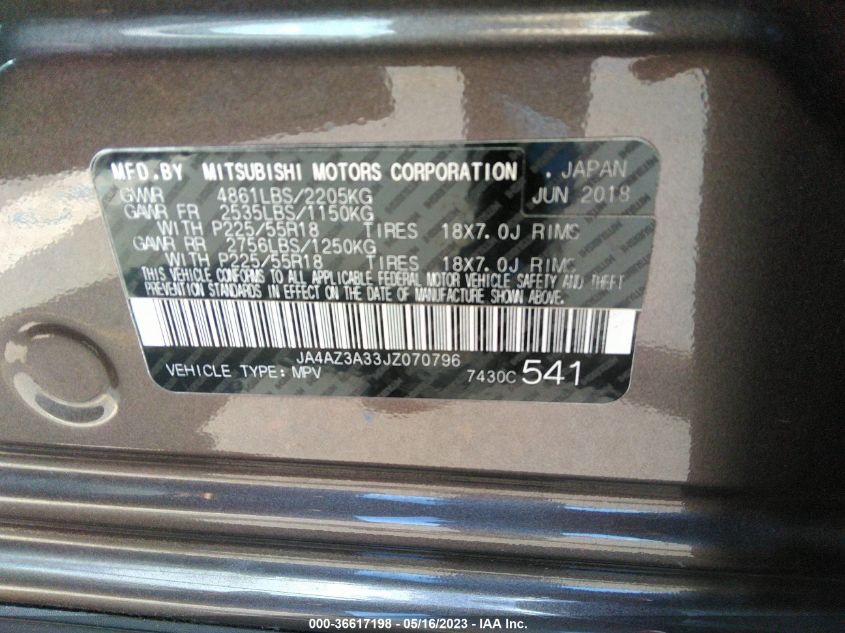 MFD.BY MITSUBISHI MOTORS CORPORATION . JAPAN
GVWR 4861LBS/2205KG JUN 2018
GAWR FR 2535LBS/1150KG
WITH P225/55R18 TIRES 18X7.0J RIMS
GAWR RR 2756LBS/1250KG
WITH P225/55R18 TIRES 18X7.0J RIMS
THIS VEHICLE CONFORMS TO ALL APPLICABLE FEDERAL MOTOR VEHICLE SAFETY AND THEFT
PREVENTION STANDARDS IN EFFECT ON THE DATE OF MANUFACTURE SHOWN ABOVE.
JA4AZ3A33JZ070796
VEHICLE TYPE: MPV 7430C 541
000-36617198 - 05/16/2023 - © IAA Inc.